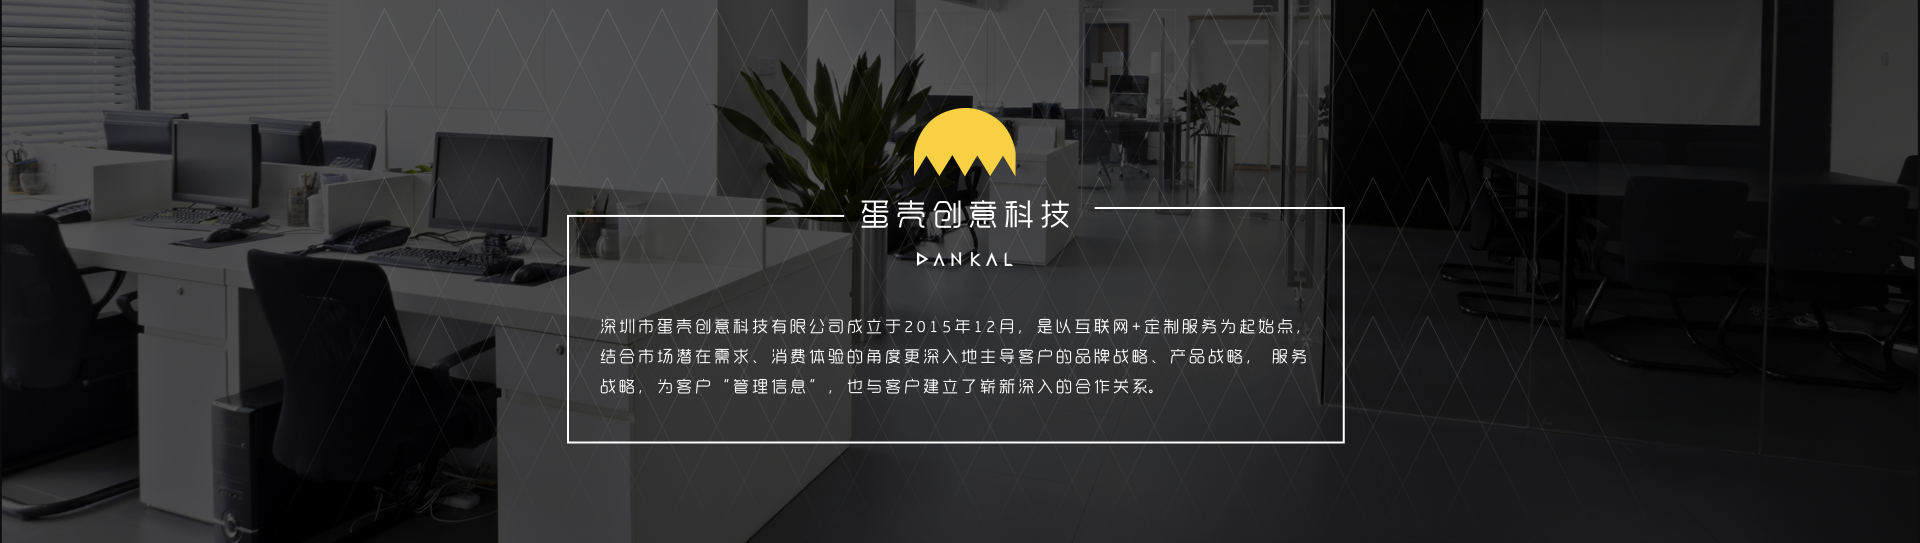 蛋壳创意科技
DANKAL
深圳市蛋壳创意科技有限公司成立于2015年12月，是以互联网+定制服务为起始点，
结合市场潜在需求、消费体验的角度更深入地主导客户的品牌战略、产品战略， 服务
战略，为客户“管理信息”，也与客户建立了崭新深入的合作关系。